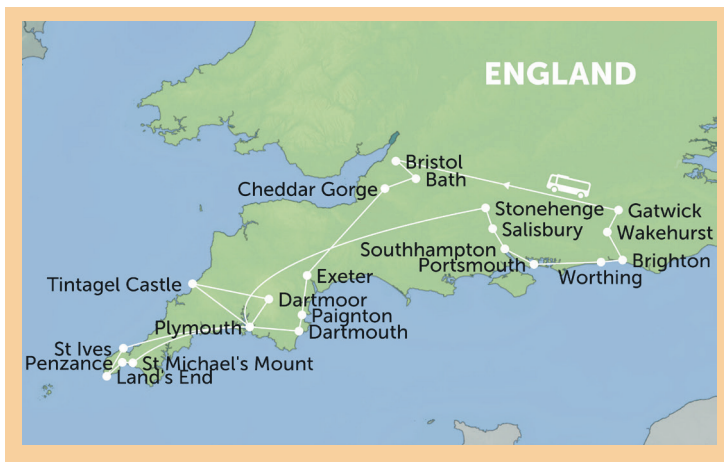 ENGLAND
Bristol
Bath
Cheddar Gorge
Stonehenge
Gatwick
Salisbury
Wakehurst
Southhampton
Portsmouth
Brighton
Worthing
Exeter
Tintagel Castle
Dartmoor
Paignton
Plymouth
Dartmouth
St Ives
Penzance
St Michael's Mount
Land's End